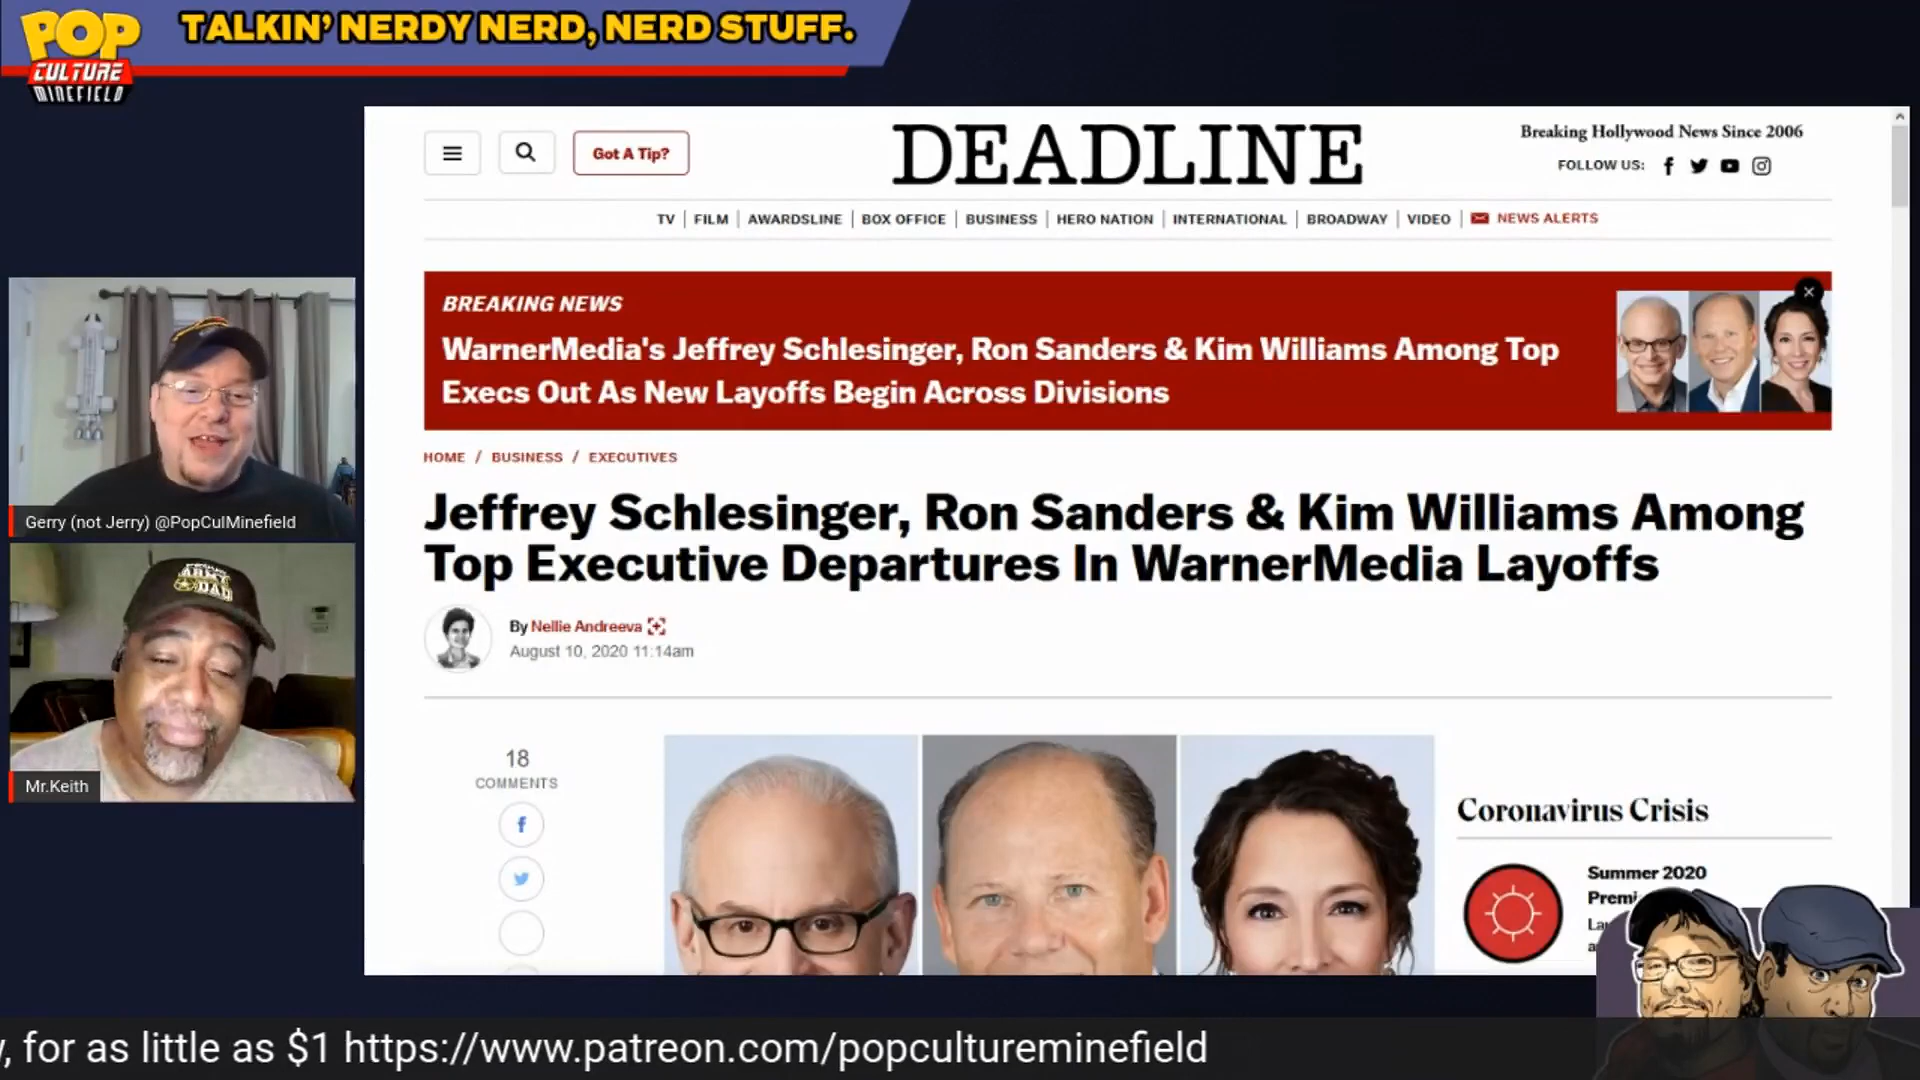 TALKIN' NERDY NERD, NERD STUFF.
POP
CULTURE
MINEFIELD
Got A Tip?
DEADLINE
Breaking Hollywood News Since 2006
FOLLOW US:
TV | FILM | AWARDSLINE | BOX OFFICE | BUSINESS | HERO NATION | INTERNATIONAL | BROADWAY | VIDEO | NEWS ALERTS
BREAKING NEWS
WarnerMedia's Jeffrey Schlesinger, Ron Sanders & Kim Williams Among Top
Execs Out As New Layoffs Begin Across Divisions
HOME / BUSINESS / EXECUTIVES
Jeffrey Schlesinger, Ron Sanders & Kim Williams Among
Top Executive Departures In WarnerMedia Layoffs
By Nellie Andreeva
August 10, 2020 11:14am
Gerry (not Jerry) @PopCulMinefield
ARMY
DAD
Mr.Keith
18
COMMENTS
Coronavirus Crisis
Summer 2020
, for as little as $1 https://www.patreon.com/popcultureminefield